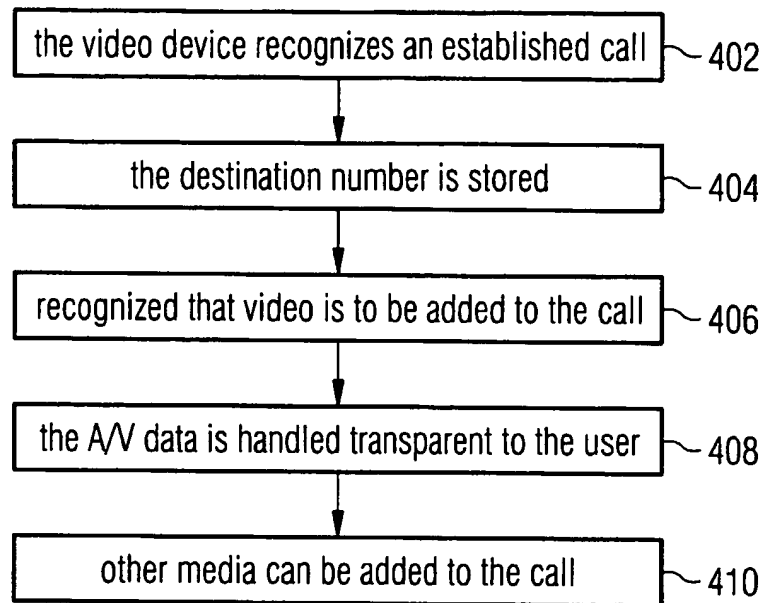 the video device recognizes an established call 402
the destination number is stored 404
recognized that video is to be added to the call 406
the A/V data is handled transparent to the user 408
other media can be added to the call 410